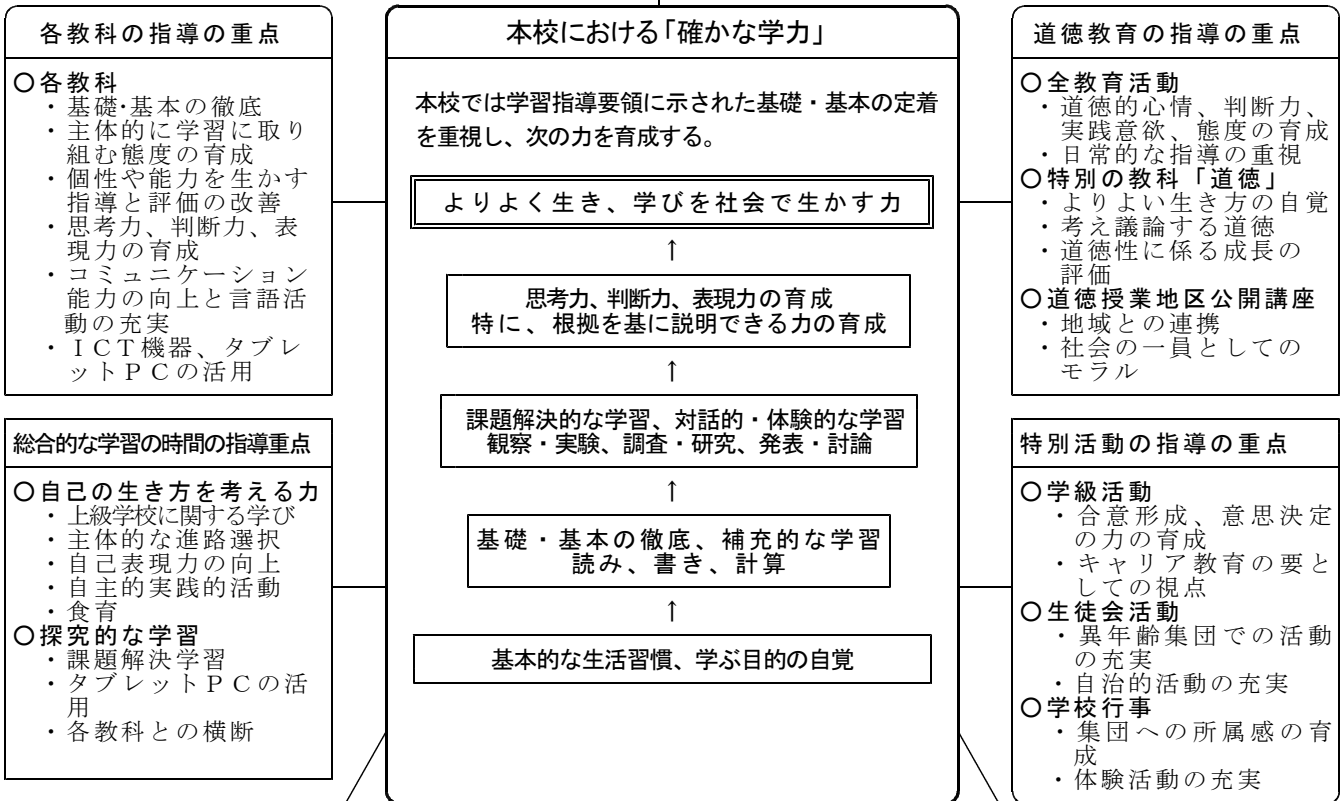 各教科の指導の重点
〇各教科
・基礎･基本の徹底
・主体的に学習に取り
組む態度の育成
・個性や能力を生かす
指導と評価の改善
・思考力、判断力、表
現力の育成
・コミュニケーション
能力の向上と言語活
動の充実
・ＩＣＴ機器、タブレ
ットＰＣの活用
総合的な学習の時間の指導重点
〇自己の生き方を考える力
・上級学校に関する学び
・主体的な進路選択
・自己表現力の向上
・自主的実践的活動
・食育
〇探究的な学習
・課題解決学習
・タブレットＰＣの活
用
・各教科との横断
本校における「確かな学力」
本校では学習指導要領に示された基礎・基本の定着
を重視し、次の力を育成する。
よりよく生き、学びを社会で生かす力
↑
思考力、判断力、表現力の育成
特に、根拠を基に説明できる力の育成
↑
課題解決的な学習、対話的・体験的な学習
観察・実験、調査・研究、発表・討論
↑
基礎・基本の徹底、補充的な学習
読み、書き、計算
↑
基本的な生活習慣、学ぶ目的の自覚
道徳教育の指導の重点
〇全教育活動
・道徳的心情、判断力、
実践意欲、態度の育成
・日常的な指導の重視
〇特別の教科「道徳」
・よりよい生き方の自覚
・考え議論する道徳
・道徳性に係る成長の
評価
〇道徳授業地区公開講座
・地域との連携
・社会の一員としての
モラル
特別活動の指導の重点
〇学級活動
・合意形成、意思決定
の力の育成
・キャリア教育の要と
しての視点
〇生徒会活動
・異年齢集団での活動
の充実
・自治的活動の充実
〇学校行事
・集団への所属感の育
成
・体験活動の充実